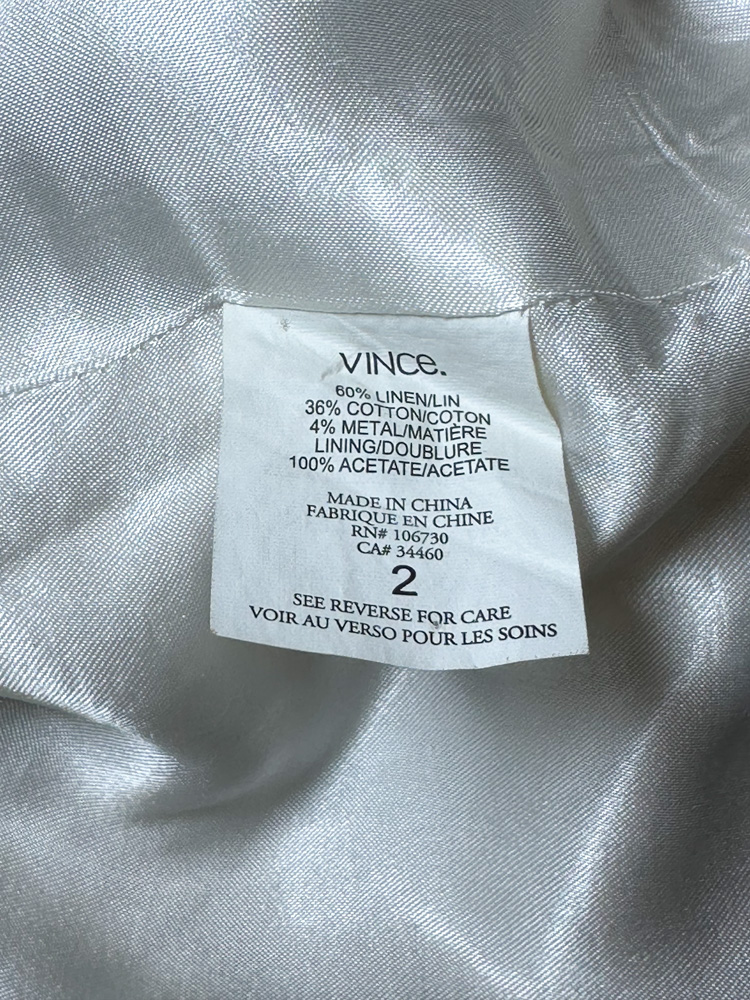 VINCE.
60% LINEN/LIN
36% COTTON/COTON
4% METAL/MATIÈRE
LINING/DOUBLURE
100% ACETATE/ACETATE
MADE IN CHINA
FABRIQUE EN CHINE
RN# 106730
CA# 34460
2
SEE REVERSE FOR CARE
VOIR AU VERSO POUR LES SOINS